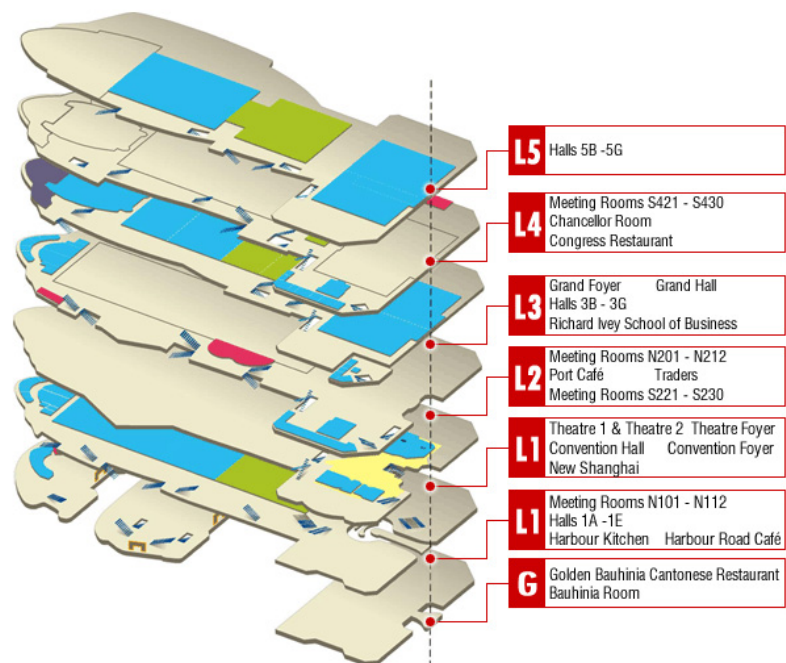 L5
Halls 5B -5G
L4
Meeting Rooms S421 - S430
Chancellor Room
Congress Restaurant
L3
Grand Foyer Grand Hall
Halls 3B - 3G
Richard Ivey School of Business
L2
Meeting Rooms N201 - N212
Port Café Traders
Meeting Rooms S221 - S230
L1
Theatre 1 & Theatre 2 Theatre Foyer
Convention Hall Convention Foyer
New Shanghai
L1
Meeting Rooms N101 - N112
Halls 1A -1E
Harbour Kitchen Harbour Road Café
G
Golden Bauhinia Cantonese Restaurant
Bauhinia Room